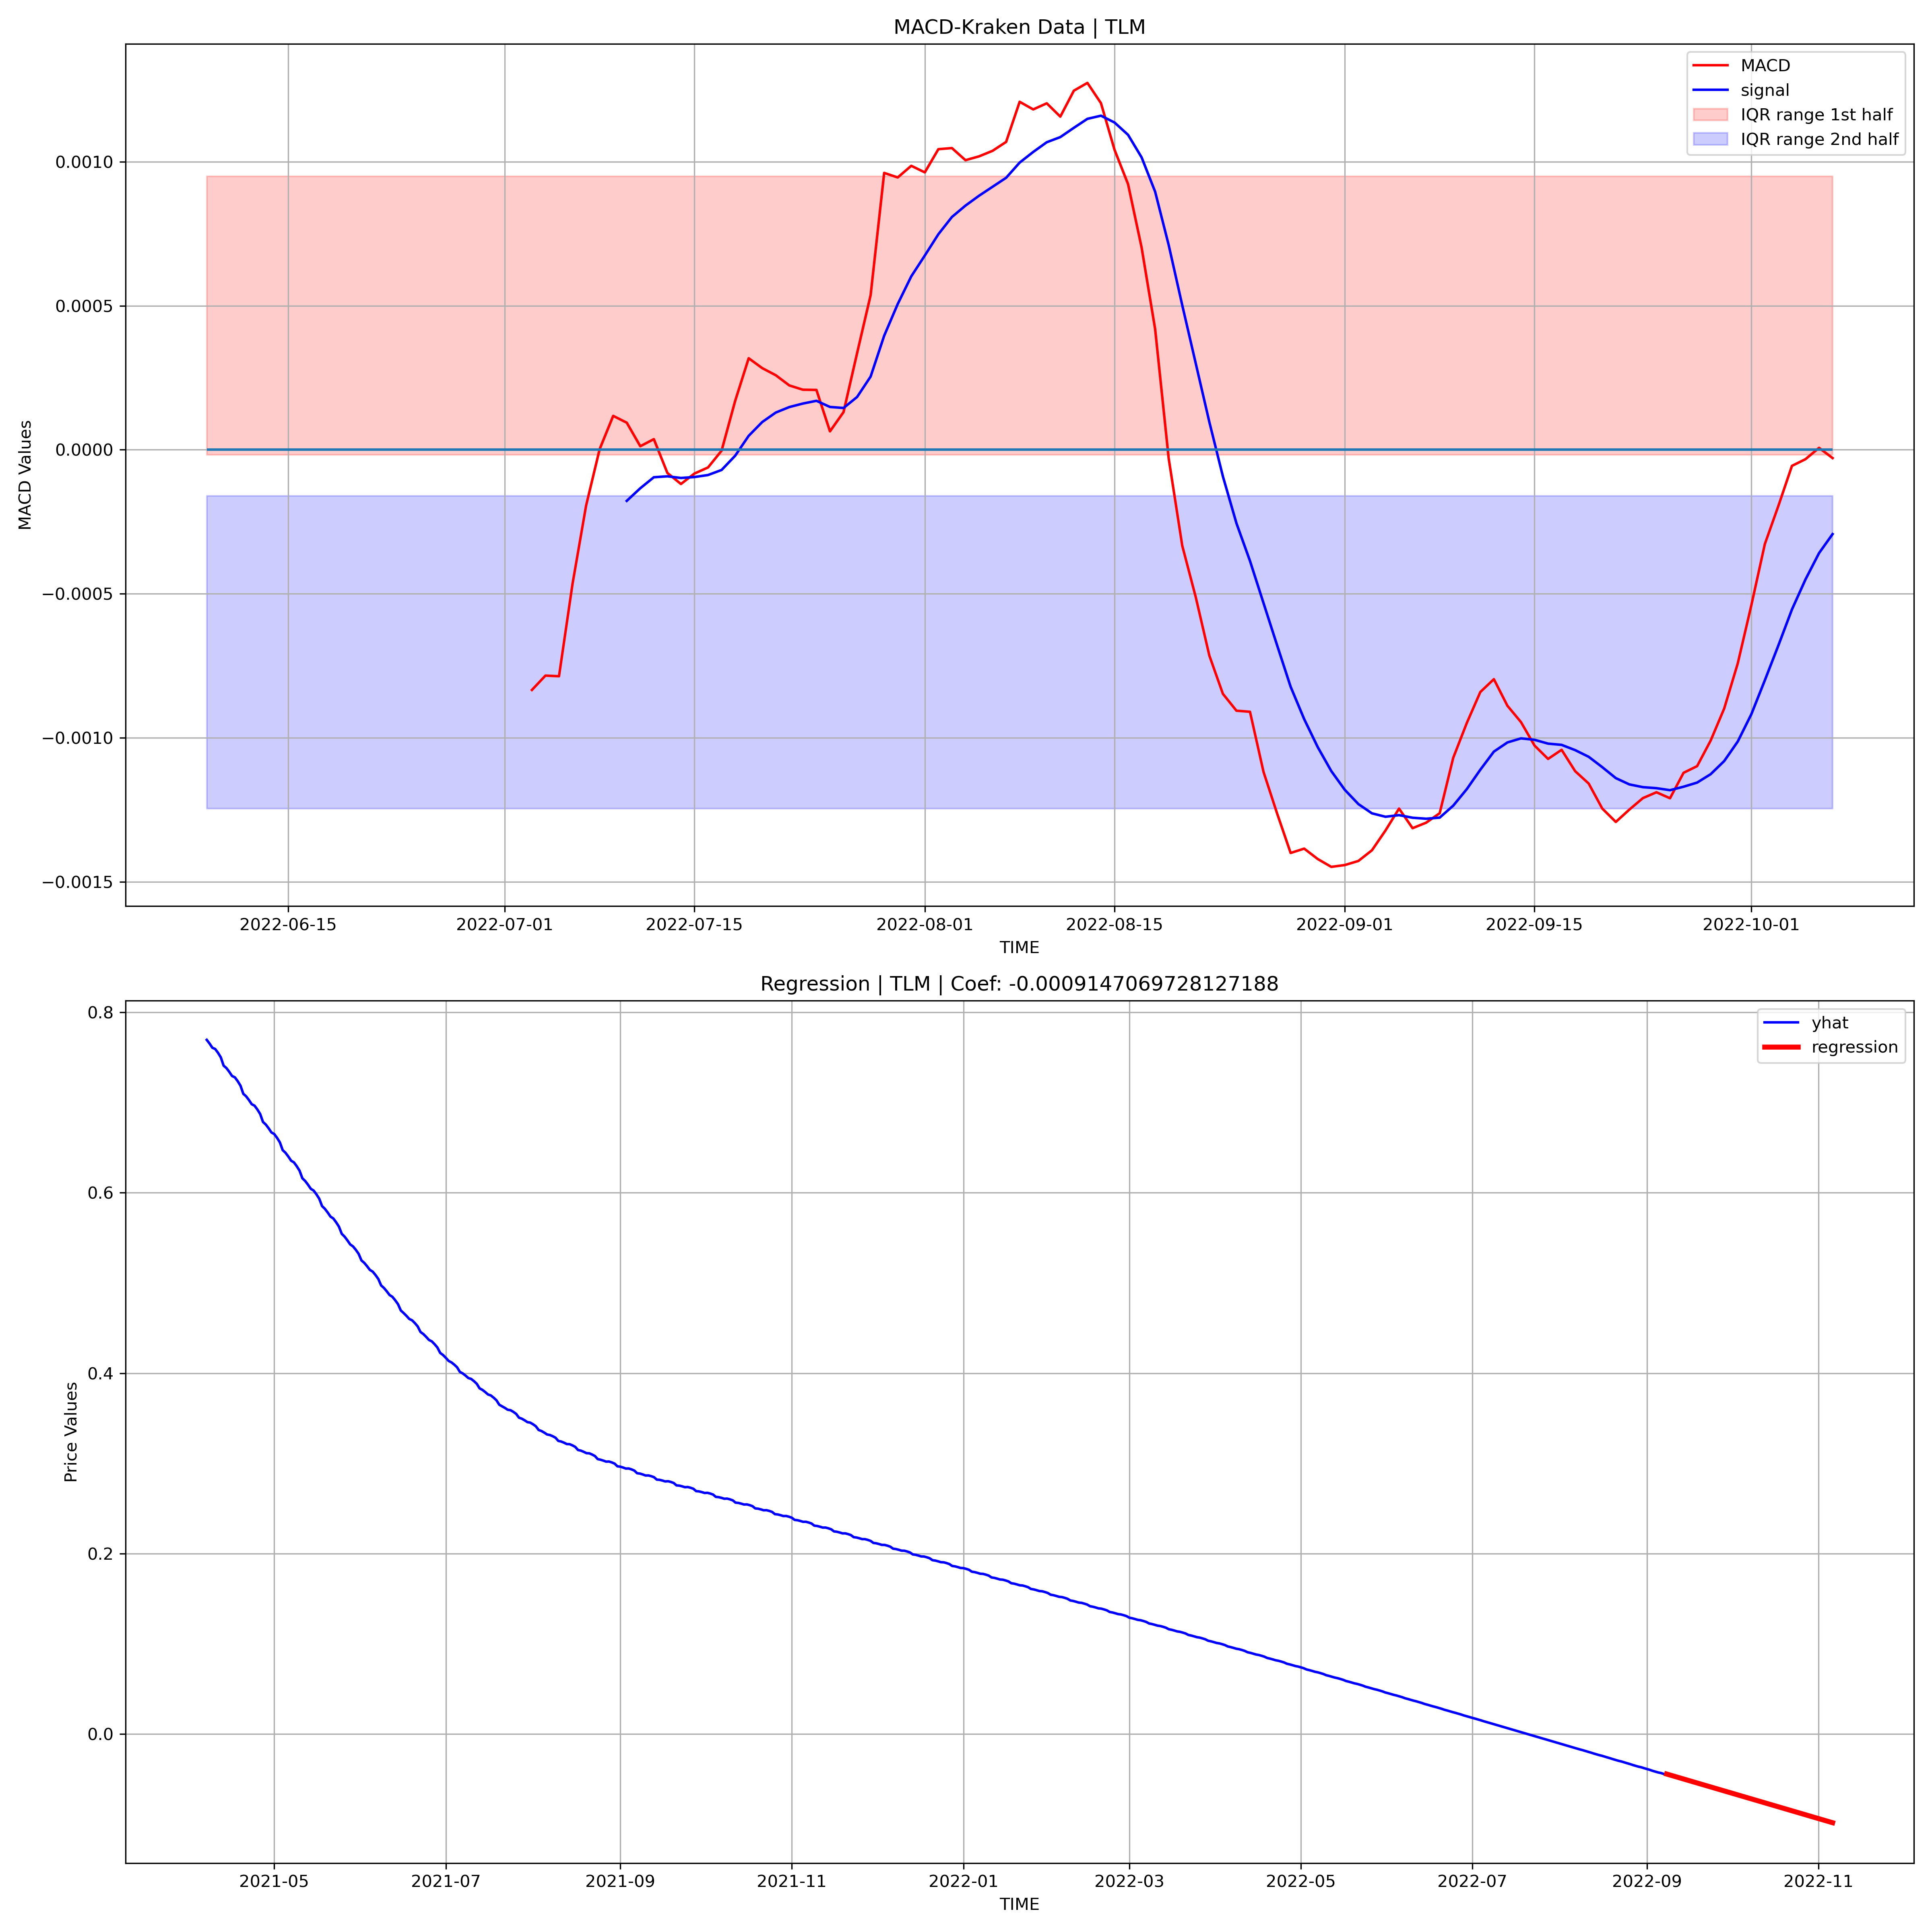 MACD-Kraken Data | TLM
MACD
signal
IQR range 1st half
IQR range 2nd half
MACD Values
0.0010
0.0005
0.0000
−0.0005
−0.0010
−0.0015
2022-06-15 2022-07-01 2022-07-15 2022-08-01 2022-08-15 2022-09-01 2022-09-15 2022-10-01
TIME
Regression | TLM | Coef: -0.0009147069728127188
yhat
regression
Price Values
0.8
0.6
0.4
0.2
0.0
2021-05 2021-07 2021-09 2021-11 2022-01 2022-03 2022-05 2022-07 2022-09 2022-11
TIME